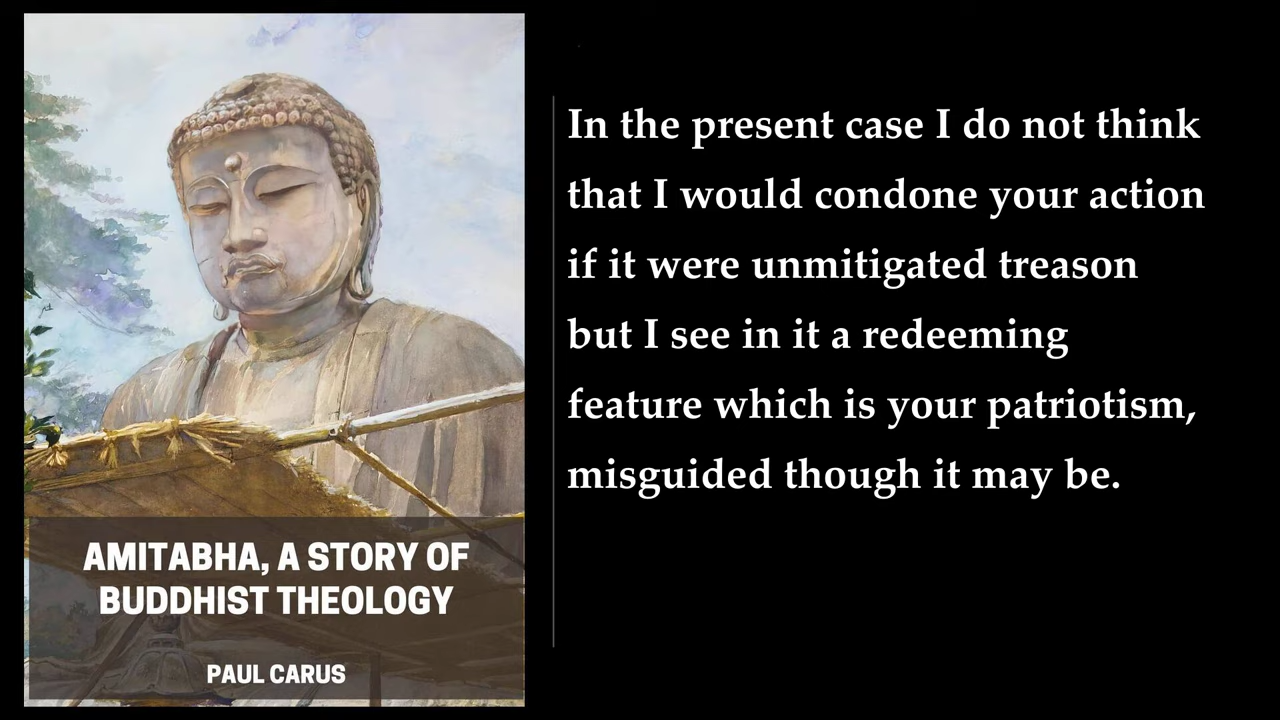 In the present case I do not think
that I would condone your action
if it were unmitigated treason
but I see in it a redeeming
feature which is your patriotism,
misguided though it may be.
AMITABHA, A STORY OF
BUDDHIST THEOLOGY
PAUL CARUS